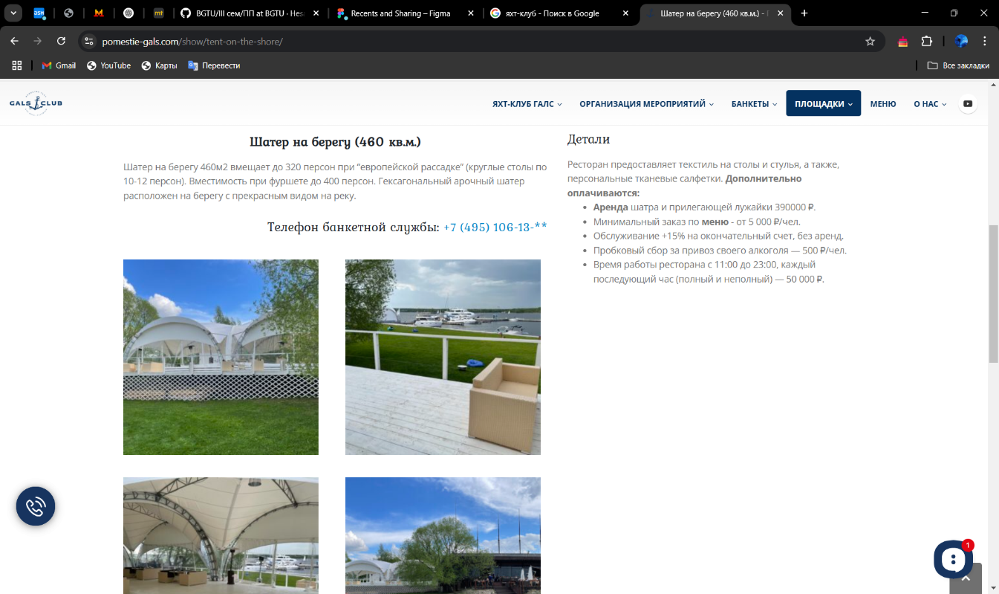 BGTU/III сем/ПП at BGTU · Hes
Recents and Sharing – Figma
яхт-клуб - Поиск в Google
Шатер на берегу (460 кв.м.) -
pomestie-gals.com/show/tent-on-the-shore/
Gmail
YouTube
Карты
Перевести
Все закладки
GALS CLUB
ЯХТ-КЛУБ ГАЛС
ОРГАНИЗАЦИЯ МЕРОПРИЯТИЙ
БАНКЕТЫ
ПЛОЩАДКИ
МЕНЮ
О НАС
Шатер на берегу (460 кв.м.)
Шатер на берегу 460м2 вмещает до 320 персон при “европейской рассадке” (круглые столы по
10-12 персон). Вместимость при фуршете до 400 персон. Гексагональный арочный шатер
расположен на берегу с прекрасным видом на реку.
Телефон банкетной службы: +7 (495) 106-13-**
Детали
Ресторан предоставляет текстиль на столы и стулья, а также,
персональные тканевые салфетки. Дополнительно
оплачиваются:
• Аренда шатра и прилегающей лужайки 390000 ₽.
• Минимальный заказ по меню - от 5 000 ₽/чел.
• Обслуживание +15% на окончательный счет, без аренд.
• Пробковый сбор за привоз своего алкоголя — 500 ₽/чел.
• Время работы ресторана с 11:00 до 23:00, каждый
последующий час (полный и неполный) — 50 000 ₽.
1